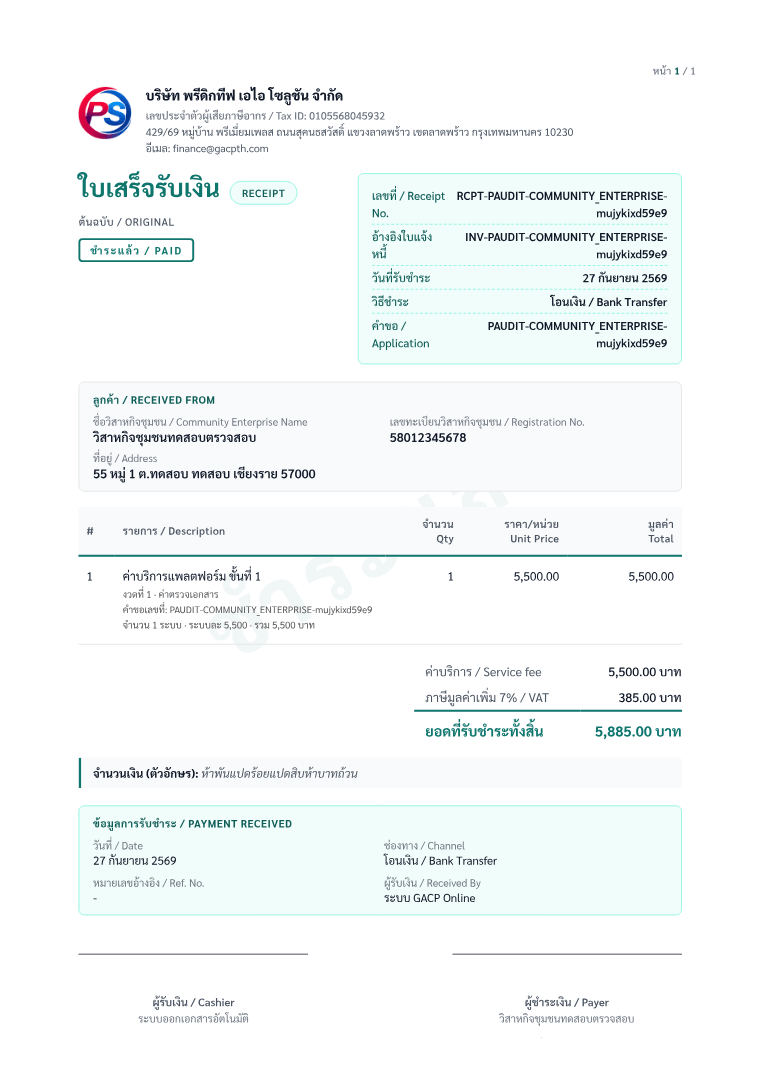 หน้า 1 / 1
PS
บริษัท พรีดิกทีฟ เอไอ โซลูชัน จำกัด
เลขประจำตัวผู้เสียภาษีอากร / Tax ID: 0105568045932
429/69 หมู่บ้าน พรีเมี่ยมเพลส ถนนสุคนธสวัสดิ์ แขวงลาดพร้าว เขตลาดพร้าว กรุงเทพมหานคร 10230
อีเมล: finance@gacpth.com
ใบเสร็จรับเงิน RECEIPT
ต้นฉบับ / ORIGINAL
ชำระแล้ว / PAID
เลขที่ / Receipt No. RCPT-PAUDIT-COMMUNITY_ENTERPRISE-mujykixd59e9
อ้างอิงใบแจ้งหนี้ INV-PAUDIT-COMMUNITY_ENTERPRISE-mujykixd59e9
วันที่รับชำระ 27 กันยายน 2569
วิธีชำระ โอนเงิน / Bank Transfer
คำขอ / Application PAUDIT-COMMUNITY_ENTERPRISE-mujykixd59e9
ลูกค้า / RECEIVED FROM
ชื่อวิสาหกิจชุมชน / Community Enterprise Name เลขทะเบียนวิสาหกิจชุมชน / Registration No.
วิสาหกิจชุมชนทดสอบตรวจสอบ 58012345678
ที่อยู่ / Address
55 หมู่ 1 ต.ทดสอบ ทดสอบ เชียงราย 57000
# รายการ / Description จำนวน Qty ราคา/หน่วย Unit Price มูลค่า Total
1 ค่าบริการแพลตฟอร์ม ขั้นที่ 1 1 5,500.00 5,500.00
งวดที่ 1 · ค่าตรวจเอกสาร
คำขอเลขที่: PAUDIT-COMMUNITY_ENTERPRISE-mujykixd59e9
จำนวน 1 ระบบ · ระบบละ 5,500 · รวม 5,500 บาท
ค่าบริการ / Service fee 5,500.00 บาท
ภาษีมูลค่าเพิ่ม 7% / VAT 385.00 บาท
ยอดที่รับชำระทั้งสิ้น 5,885.00 บาท
จำนวนเงิน (ตัวอักษร): ห้าพันแปดร้อยแปดสิบห้าบาทถ้วน
ข้อมูลการรับชำระ / PAYMENT RECEIVED
วันที่ / Date ช่องทาง / Channel
27 กันยายน 2569 โอนเงิน / Bank Transfer
หมายเลขอ้างอิง / Ref. No. ผู้รับเงิน / Received By
- ระบบ GACP Online
ผู้รับเงิน / Cashier ผู้ชำระเงิน / Payer
ระบบออกเอกสารอัตโนมัติ วิสาหกิจชุมชนทดสอบตรวจสอบ